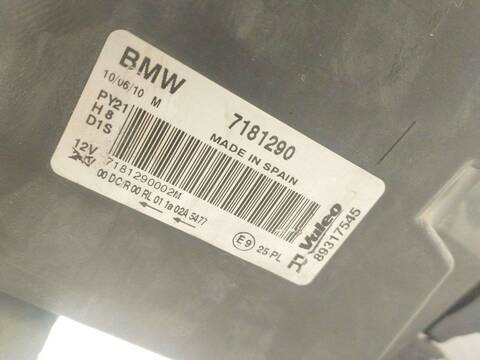 BMW
10/06/10 M
7181290
MADE IN SPAIN
PY21
H8
D1S
12V
7181290002M
00 DC/R 00 RL 01 1a 02A 5477
E9 25 PL
Valeo
R 89317545